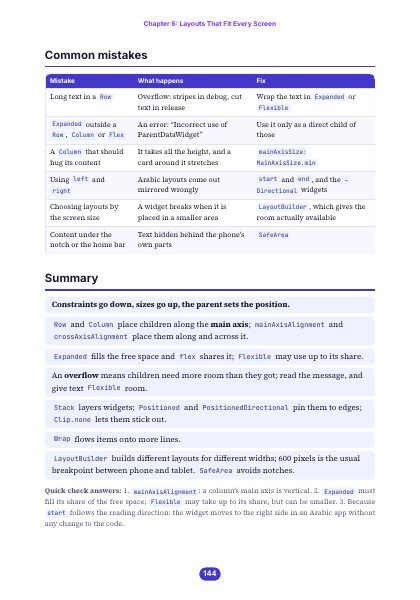 Chapter 6: Layouts That Fit Every Screen
Common mistakes
Mistake What happens Fix
Long text in a Row Overflow: stripes in debug, cut Wrap the text in Expanded or
text in release Flexible
Expanded outside a An error: “Incorrect use of Use it only as a direct child of
Row, Column or Flex ParentDataWidget” those
A Column that should It takes all the height, and a mainAxisSize:
hug its content card around it stretches MainAxisSize.min
Using left and Arabic layouts come out start and end, and the –
right mirrored wrongly Directional widgets
Choosing layouts by A widget breaks when it is LayoutBuilder, which gives the
the screen size placed in a smaller area room actually available
Content under the Text hidden behind the phone’s SafeArea
notch or the home bar own parts
Summary
Constraints go down, sizes go up, the parent sets the position.
Row and Column place children along the main axis; mainAxisAlignment and
crossAxisAlignment place them along and across it.
Expanded fills the free space and flex shares it; Flexible may use up to its share.
An overflow means children need more room than they got; read the message, and
give text Flexible room.
Stack layers widgets; Positioned and PositionedDirectional pin them to edges;
Clip.none lets them stick out.
Wrap flows items onto more lines.
LayoutBuilder builds different layouts for different widths; 600 pixels is the usual
breakpoint between phone and tablet. SafeArea avoids notches.
Quick check answers: 1. mainAxisAlignment: a column’s main axis is vertical. 2. Expanded must
fill its share of the free space; Flexible may take up to its share, but can be smaller. 3. Because
start follows the reading direction: the widget moves to the right side in an Arabic app without
any change to the code.
144